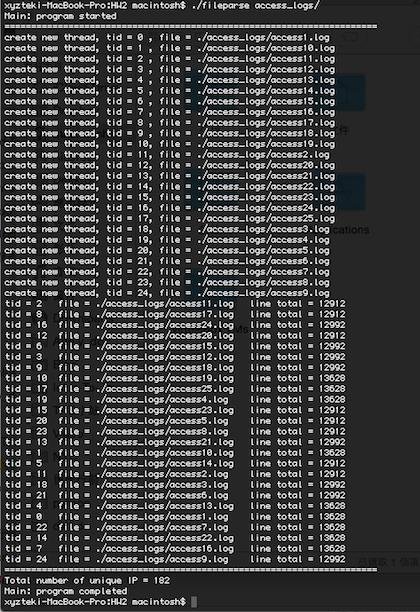 xyzteki-MacBook-Pro:HW2 macintosh$ ./fileparse access_logs/
Main: program started
create new thread, tid = 0 , file = ./access_logs/access1.log
create new thread, tid = 1 , file = ./access_logs/access10.log
create new thread, tid = 2 , file = ./access_logs/access11.log
create new thread, tid = 3 , file = ./access_logs/access12.log
create new thread, tid = 4 , file = ./access_logs/access13.log
create new thread, tid = 5 , file = ./access_logs/access14.log
create new thread, tid = 6 , file = ./access_logs/access15.log
create new thread, tid = 7 , file = ./access_logs/access16.log
create new thread, tid = 8 , file = ./access_logs/access17.log
create new thread, tid = 9 , file = ./access_logs/access18.log
create new thread, tid = 10, file = ./access_logs/access19.log
create new thread, tid = 11, file = ./access_logs/access2.log
create new thread, tid = 12, file = ./access_logs/access20.log
create new thread, tid = 13, file = ./access_logs/access21.log
create new thread, tid = 14, file = ./access_logs/access22.log
create new thread, tid = 15, file = ./access_logs/access23.log
create new thread, tid = 16, file = ./access_logs/access24.log
create new thread, tid = 17, file = ./access_logs/access25.log
create new thread, tid = 18, file = ./access_logs/access3.log
create new thread, tid = 19, file = ./access_logs/access4.log
create new thread, tid = 20, file = ./access_logs/access5.log
create new thread, tid = 21, file = ./access_logs/access6.log
create new thread, tid = 22, file = ./access_logs/access7.log
create new thread, tid = 23, file = ./access_logs/access8.log
create new thread, tid = 24, file = ./access_logs/access9.log
tid = 2 file = ./access_logs/access11.log line total = 12912
tid = 8 file = ./access_logs/access17.log line total = 12912
tid = 16 file = ./access_logs/access24.log line total = 12992
tid = 12 file = ./access_logs/access20.log line total = 12912
tid = 6 file = ./access_logs/access15.log line total = 12992
tid = 3 file = ./access_logs/access12.log line total = 12992
tid = 9 file = ./access_logs/access18.log line total = 12992
tid = 10 file = ./access_logs/access19.log line total = 13628
tid = 17 file = ./access_logs/access25.log line total = 13628
tid = 19 file = ./access_logs/access4.log line total = 13628
tid = 15 file = ./access_logs/access23.log line total = 12912
tid = 20 file = ./access_logs/access5.log line total = 12912
tid = 23 file = ./access_logs/access8.log line total = 12912
tid = 13 file = ./access_logs/access21.log line total = 12992
tid = 1 file = ./access_logs/access10.log line total = 13628
tid = 5 file = ./access_logs/access14.log line total = 12912
tid = 11 file = ./access_logs/access2.log line total = 12912
tid = 18 file = ./access_logs/access3.log line total = 12992
tid = 21 file = ./access_logs/access6.log line total = 12992
tid = 4 file = ./access_logs/access13.log line total = 13628
tid = 0 file = ./access_logs/access1.log line total = 13628
tid = 22 file = ./access_logs/access7.log line total = 13628
tid = 14 file = ./access_logs/access22.log line total = 13628
tid = 7 file = ./access_logs/access16.log line total = 13628
tid = 24 file = ./access_logs/access9.log line total = 12992
Total number of unique IP = 182
Main: program completed
xyzteki-MacBook-Pro:HW2 macintosh$